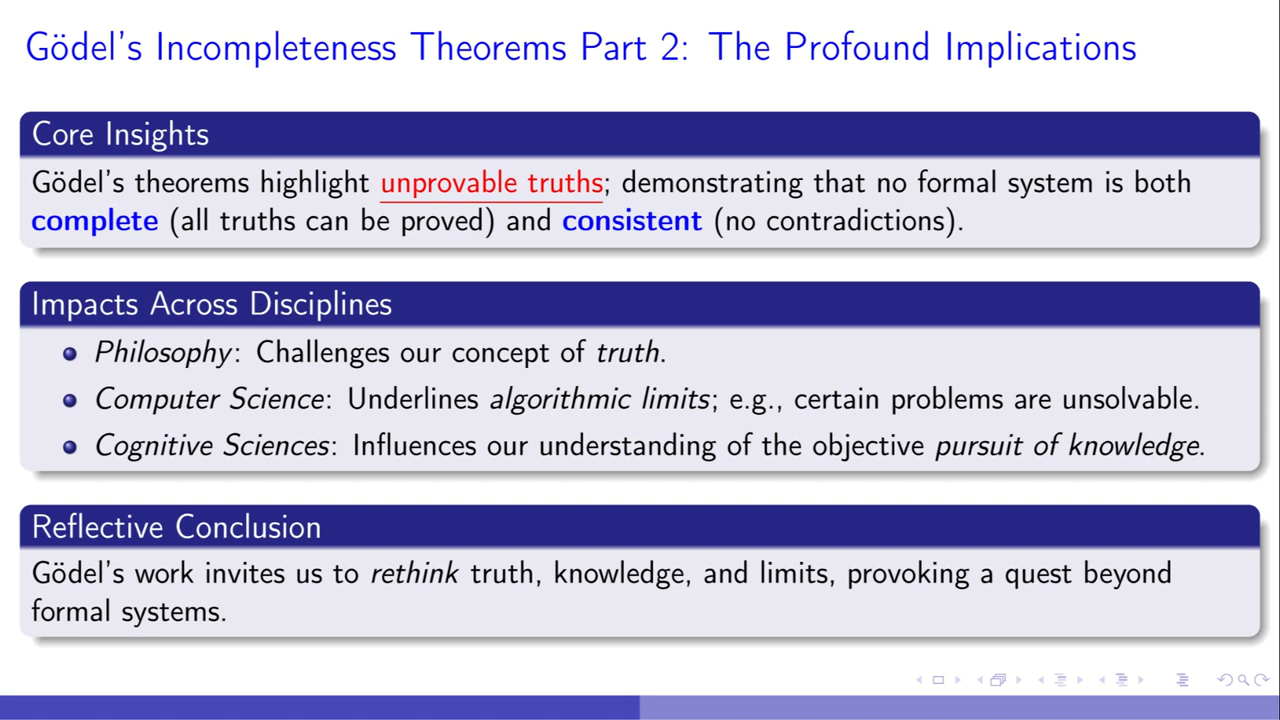 Gödel's Incompleteness Theorems Part 2: The Profound Implications
Core Insights
Gödel's theorems highlight unprovable truths; demonstrating that no formal system is both
complete (all truths can be proved) and consistent (no contradictions).
Impacts Across Disciplines
Philosophy: Challenges our concept of truth.
Computer Science: Underlines algorithmic limits; e.g., certain problems are unsolvable.
Cognitive Sciences: Influences our understanding of the objective pursuit of knowledge.
Reflective Conclusion
Gödel's work invites us to rethink truth, knowledge, and limits, provoking a quest beyond
formal systems.